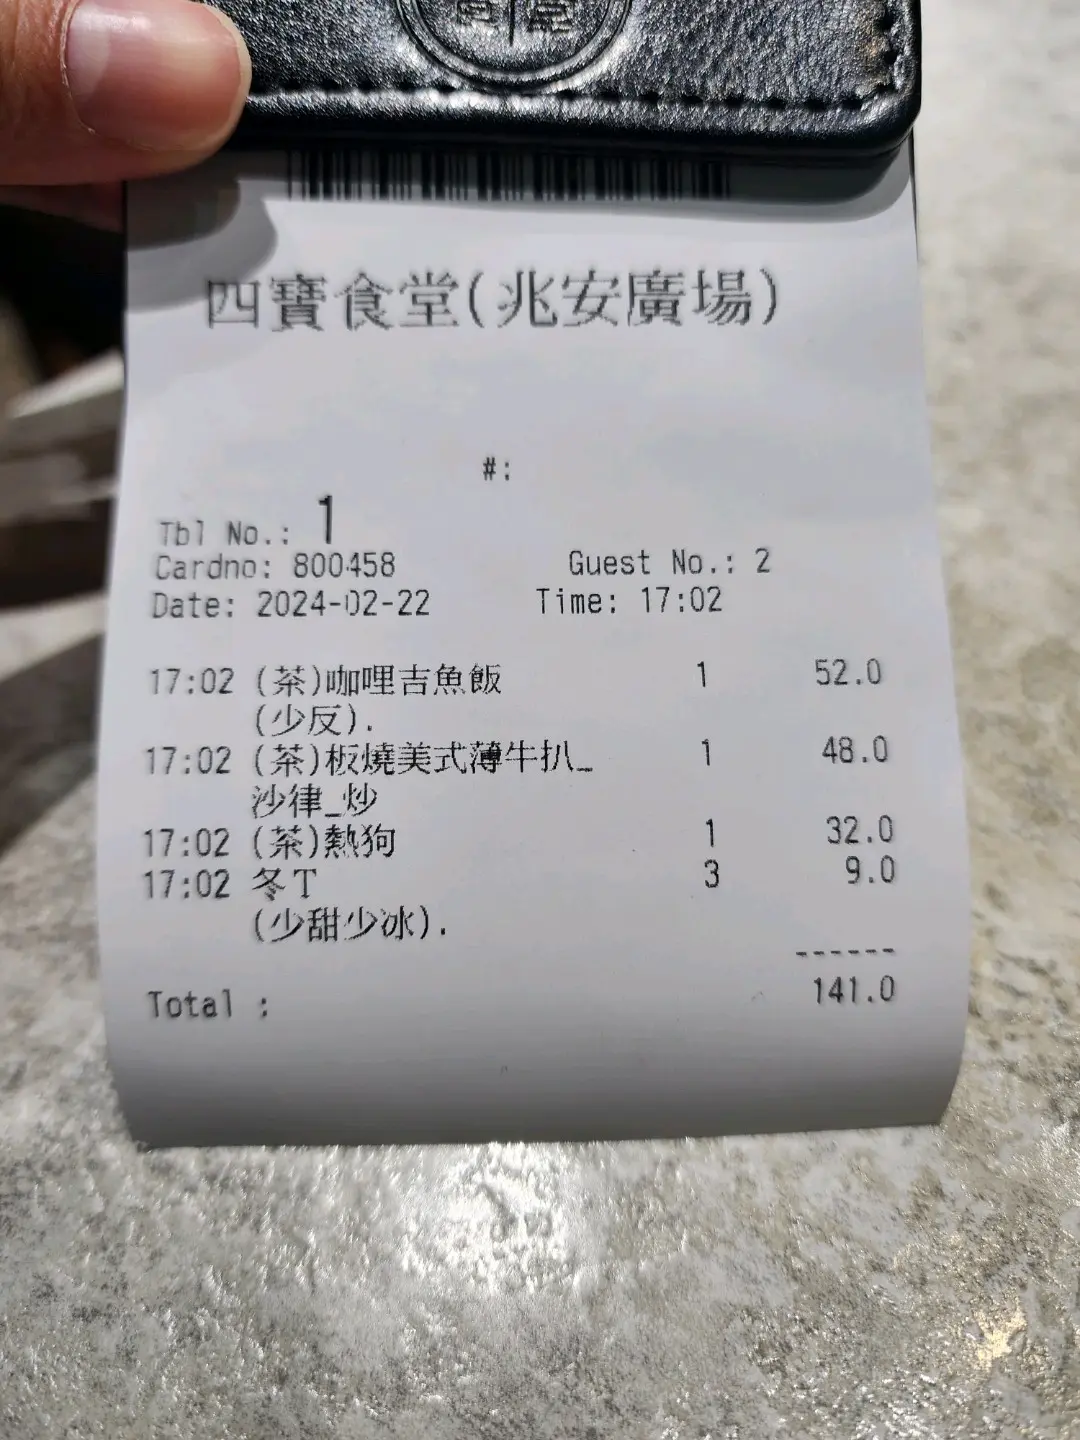 四寶食堂(兆安廣場)
#:
Tbl No.: 1
Cardno: 800458 Guest No.: 2
Date: 2024-02-22 Time: 17:02
17:02 (茶)咖哩吉魚飯 1 52.0
(少反).
17:02 (茶)板燒美式薄牛扒_ 1 48.0
沙律_炒
17:02 (茶)熱狗 1 32.0
17:02 冬T 3 9.0
(少甜少冰).
------
Total : 141.0